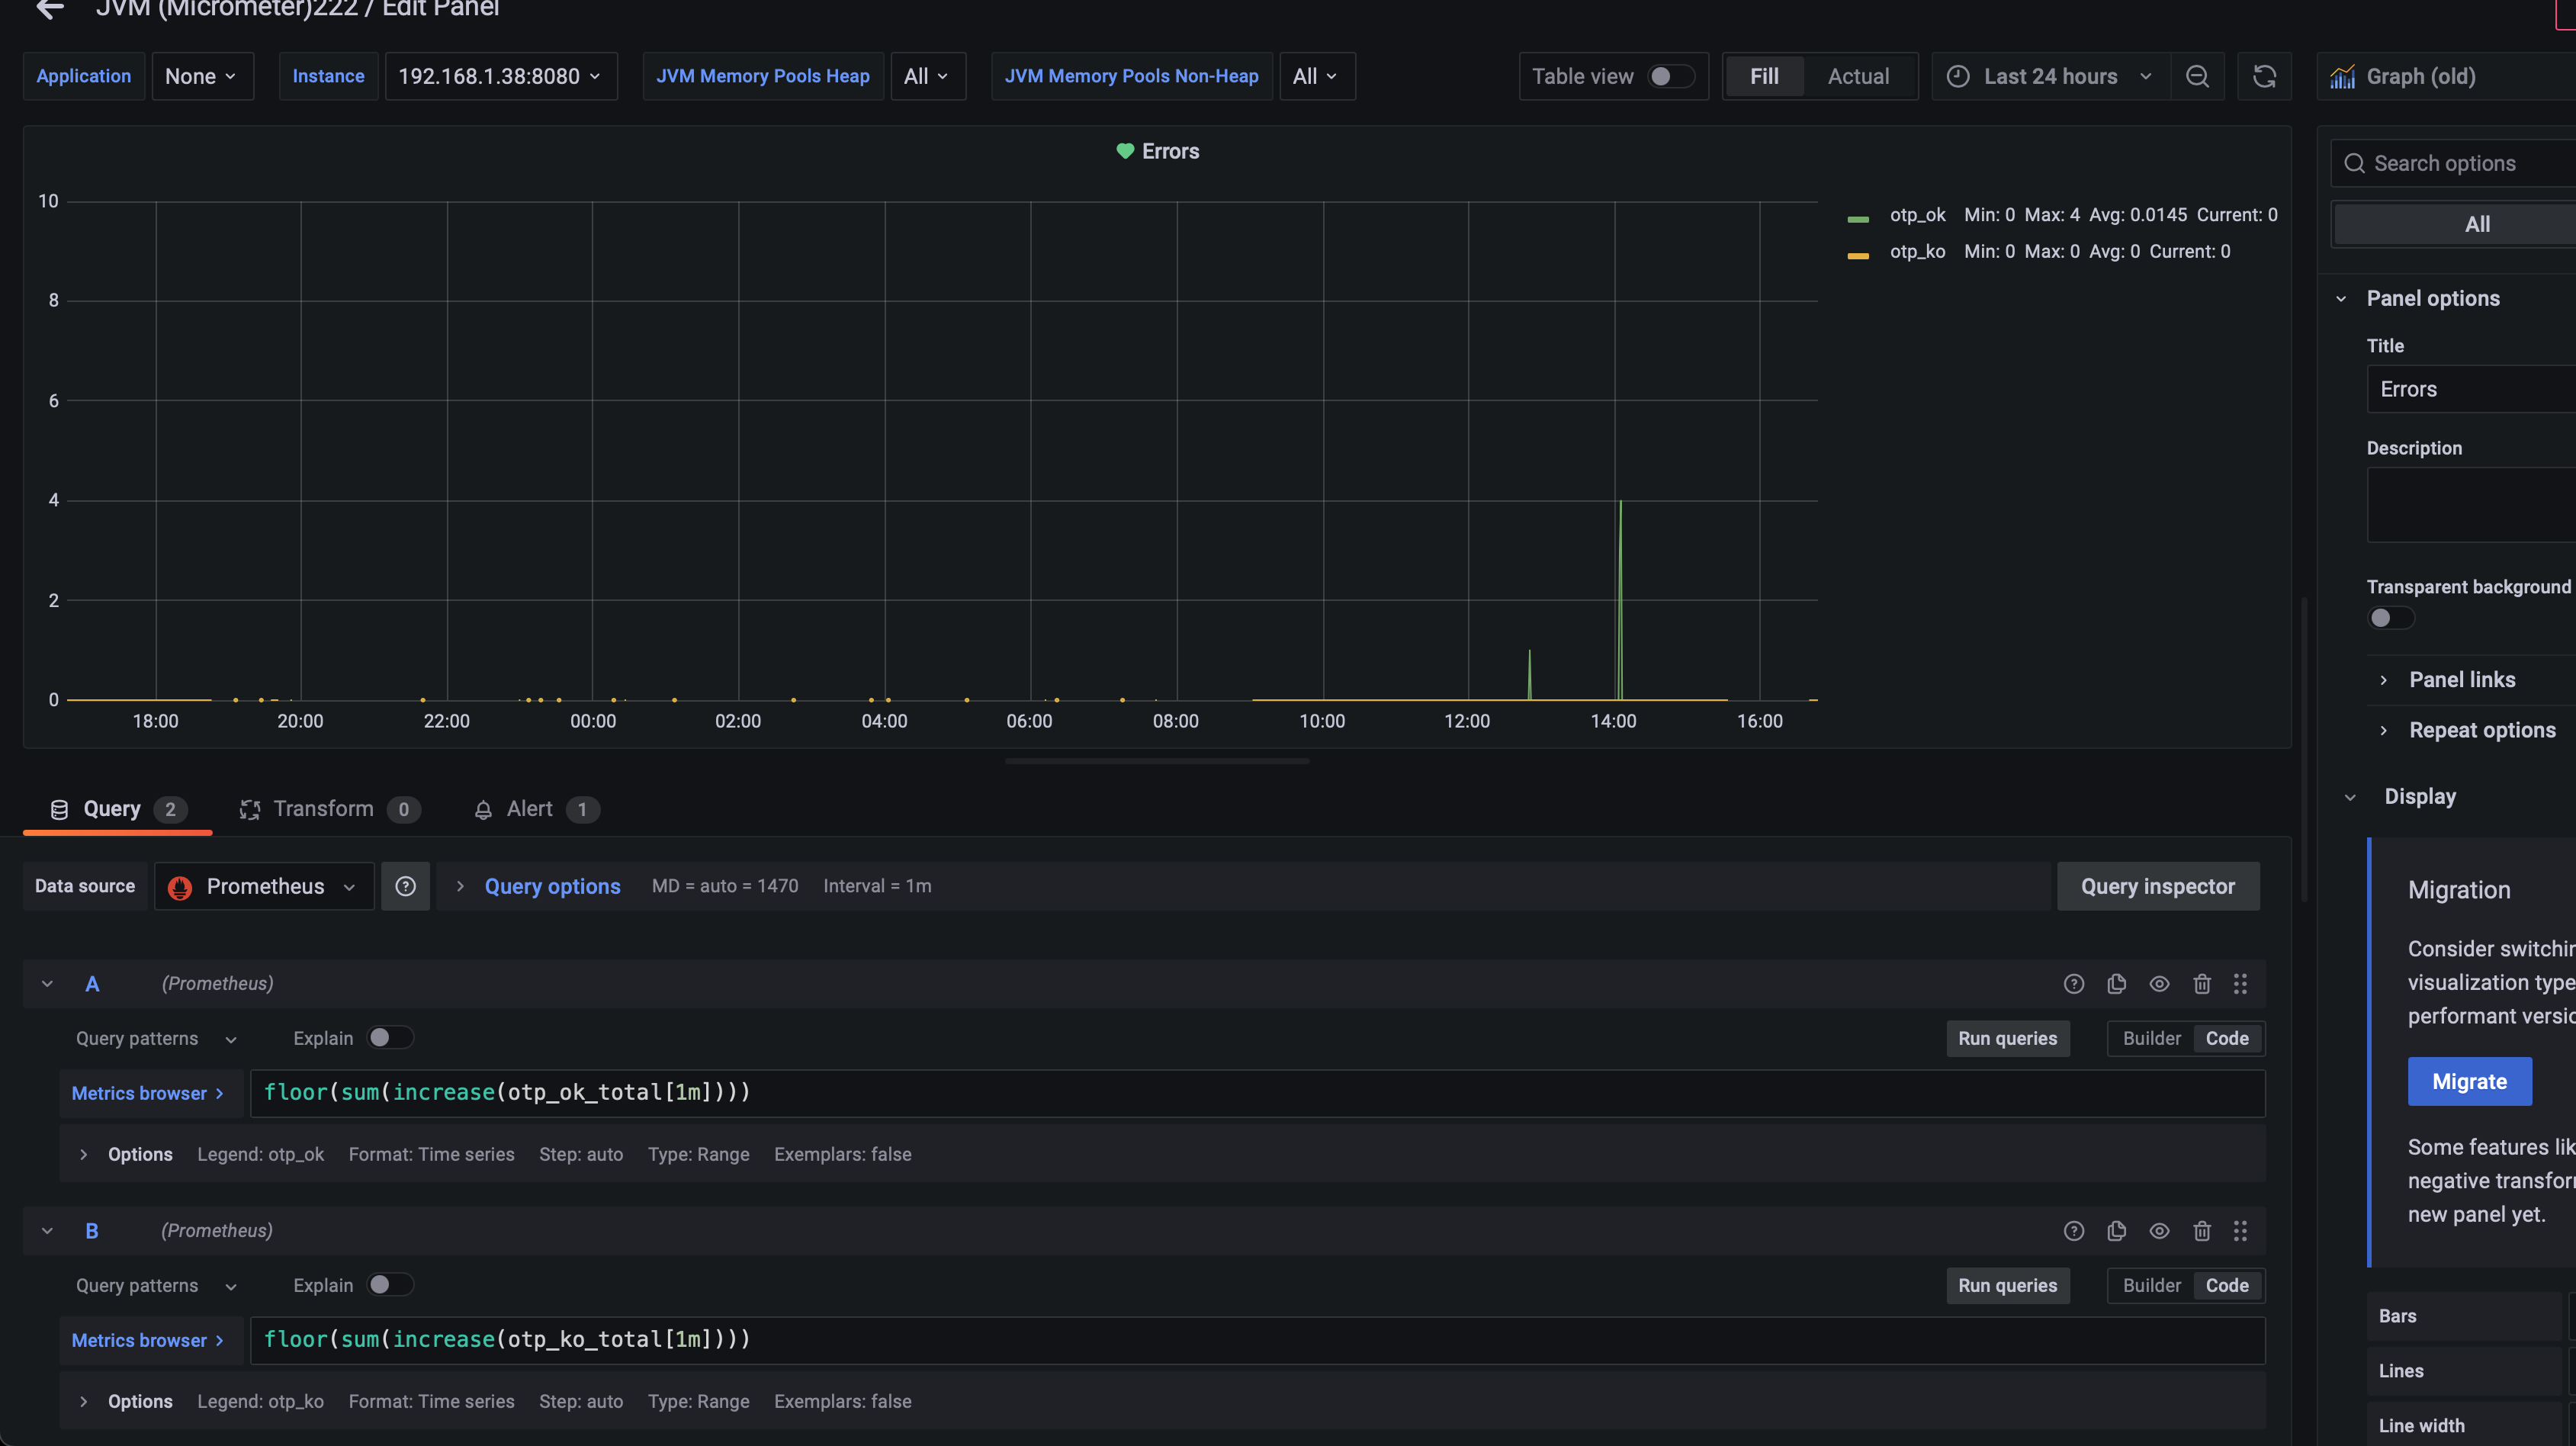 JVM (Micrometer)222 / Edit Panel
Application None Instance 192.168.1.38:8080 JVM Memory Pools Heap All JVM Memory Pools Non-Heap All Table view Fill Actual Last 24 hours Graph (old)
Errors
Search options
All
10
8
6
4
2
0
18:00 20:00 22:00 00:00 02:00 04:00 06:00 08:00 10:00 12:00 14:00 16:00
otp_ok Min: 0 Max: 4 Avg: 0.0145 Current: 0
otp_ko Min: 0 Max: 0 Avg: 0 Current: 0
Panel options
Title
Errors
Description
Transparent background
Panel links
Repeat options
Display
Migration
Consider switchin
visualization type
performant versio
Migrate
Some features lik
negative transfor
new panel yet.
Bars
Lines
Line width
Query 2 Transform 0 Alert 1
Data source Prometheus Query options MD = auto = 1470 Interval = 1m Query inspector
A (Prometheus)
Query patterns Explain Run queries Builder Code
Metrics browser > floor(sum(increase(otp_ok_total[1m])))
Options Legend: otp_ok Format: Time series Step: auto Type: Range Exemplars: false
B (Prometheus)
Query patterns Explain Run queries Builder Code
Metrics browser > floor(sum(increase(otp_ko_total[1m])))
Options Legend: otp_ko Format: Time series Step: auto Type: Range Exemplars: false